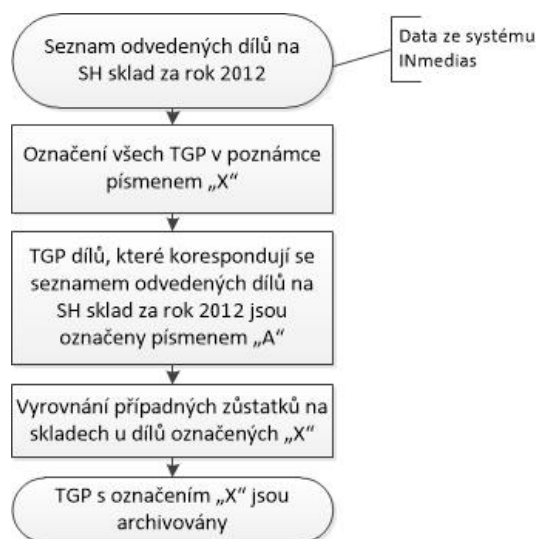 Seznam odvedených dílů na
SH sklad za rok 2012
Data ze systému
INmedias
Označení všech TGP v poznámce
písmenem „X“
TGP dílů, které korespondují se
seznamem odvedených dílů na
SH sklad za rok 2012 jsou
označeny písmenem „A“
Vyrovnání případných zůstatků na
skladech u dílů označených „X“
TGP s označením „X“ jsou
archivovány